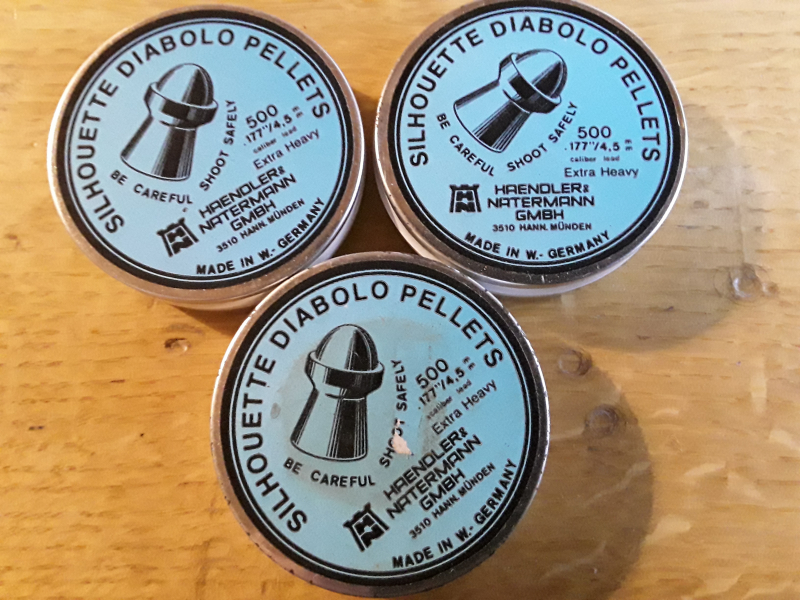 SILHOUETTE DIABOLO PELLETS
500
.177"/4,5 mm
caliber lead
Extra Heavy
BE CAREFUL SHOOT SAFELY
HAENDLER &
NATERMANN
GMBH
3510 HANN. MÜNDEN
MADE IN W.- GERMANY
SILHOUETTE DIABOLO PELLETS
500
.177"/4,5 mm
caliber lead
Extra Heavy
BE CAREFUL SHOOT SAFELY
HAENDLER &
NATERMANN
GMBH
3510 HANN. MÜNDEN
MADE IN W.- GERMANY
SILHOUETTE DIABOLO PELLETS
500
.177"/4,5 mm
caliber lead
Extra Heavy
BE CAREFUL SHOOT SAFELY
HAENDLER &
NATERMANN
GMBH
3510 HANN. MÜNDEN
MADE IN W.- GERMANY